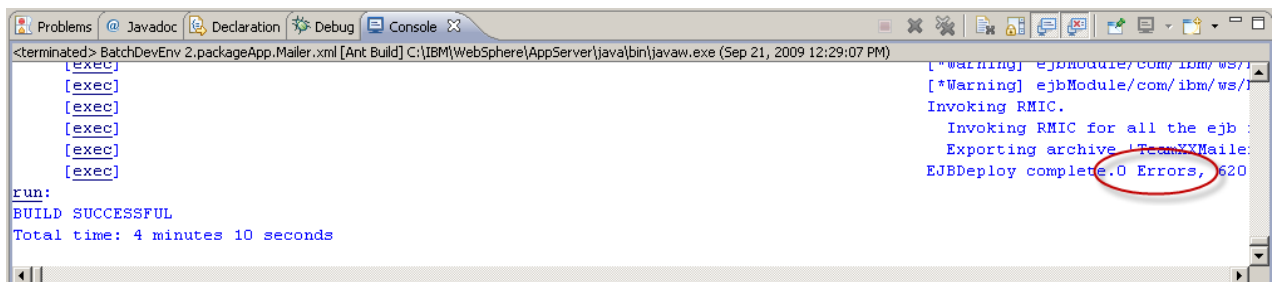 Problems @ Javadoc Declaration Debug Console
<terminated> BatchDevEnv 2.packageApp.Mailer.xml [Ant Build] C:\IBM\WebSphere\AppServer\java\bin\javaw.exe (Sep 21, 2009 12:29:07 PM)
[exec] [*Warning] ejbModule/com/ibm/ws/
[exec] [*Warning] ejbModule/com/ibm/ws/
[exec] Invoking RMIC.
[exec] Invoking RMIC for all the ejb
[exec] Exporting archive 'TeamXXMaile
[exec] EJBDeploy complete.0 Errors, 620
run:
BUILD SUCCESSFUL
Total time: 4 minutes 10 seconds